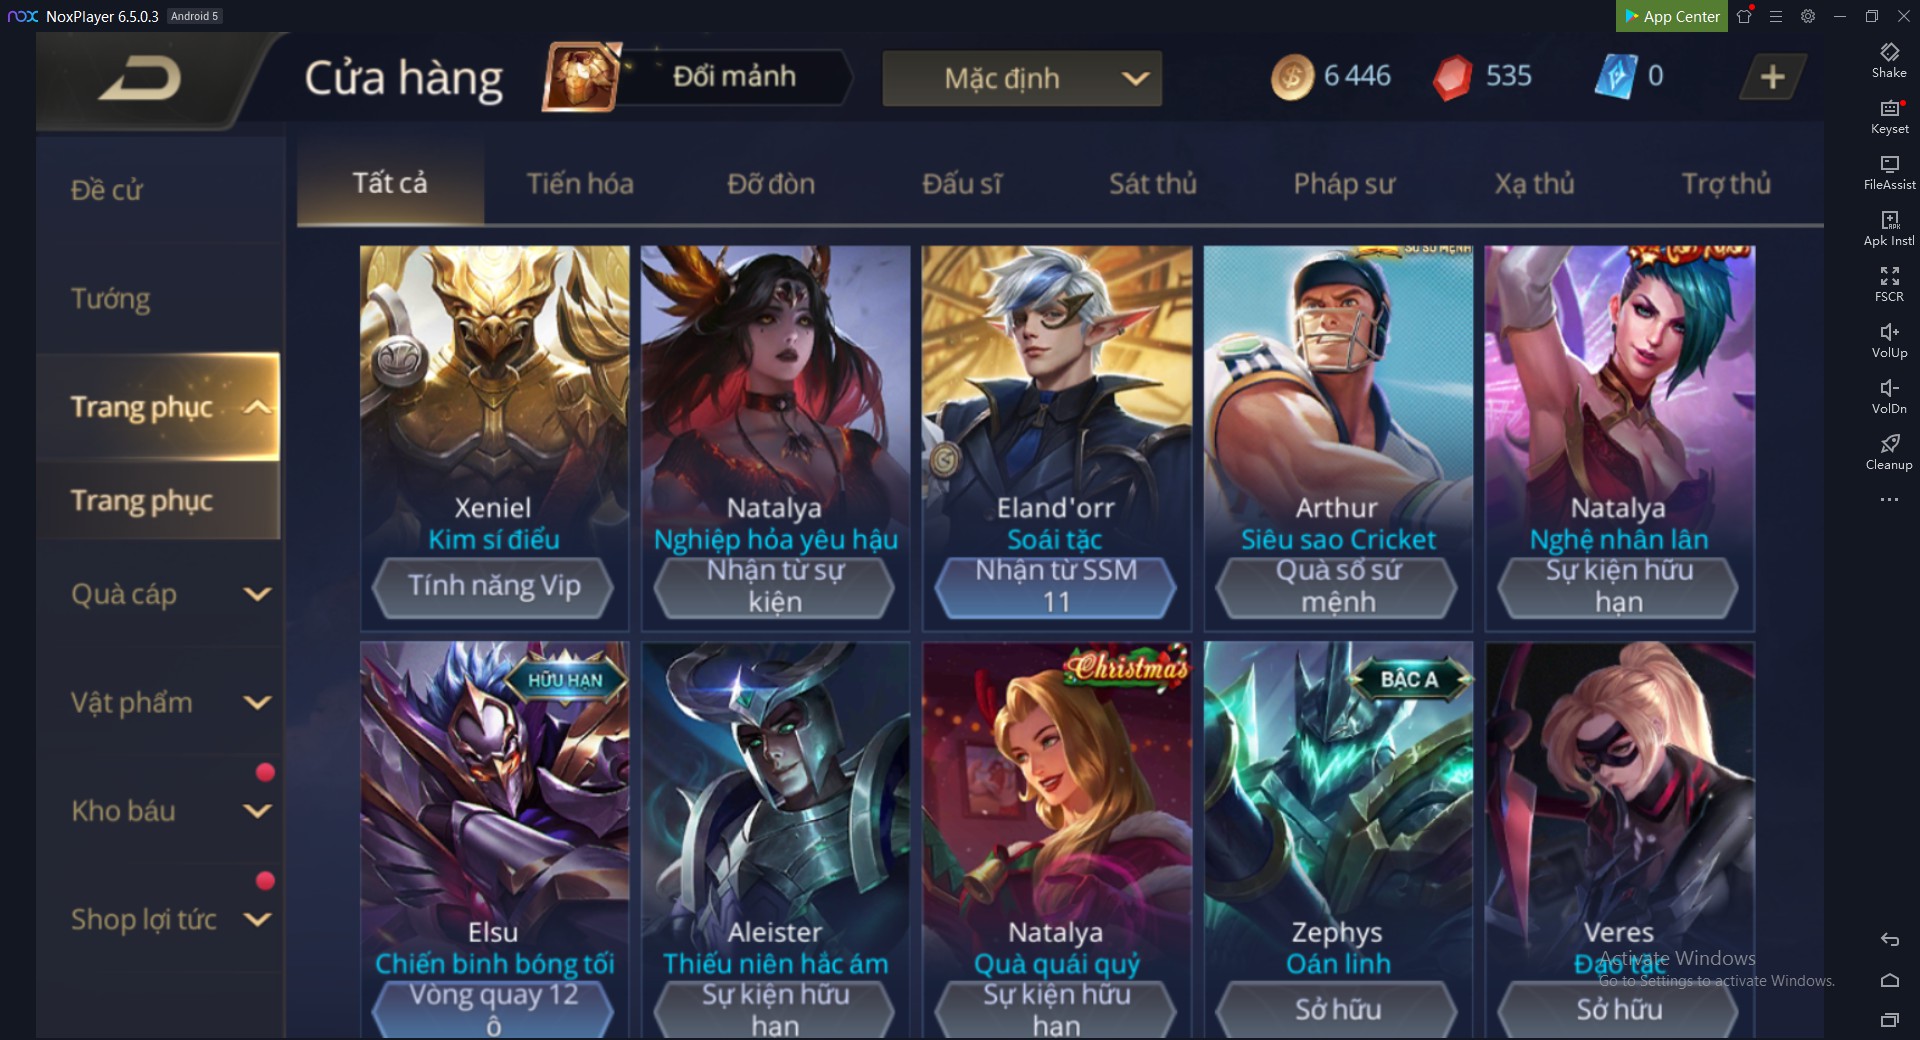 nox NoxPlayer 6.5.0.3 Android 5
App Center
Cửa hàng
Đổi mảnh
Mặc định
6 446
535
0
Shake
Keyset
FileAssist
Apk Instl
FSCR
VolUp
VolDn
Cleanup
Đề cử
Tướng
Trang phục
Trang phục
Quà cáp
Vật phẩm
Kho báu
Shop lợi tức
Tất cả
Tiến hóa
Đỡ đòn
Đấu sĩ
Sát thủ
Pháp sư
Xạ thủ
Trợ thủ
Xeniel
Kim sí điểu
Tính năng Vip
Natalya
Nghiệp hỏa yêu hậu
Nhận từ sự
kiện
Eland'orr
Soái tặc
Nhận từ SSM
11
SỔ SỨ MỆNH
Arthur
Siêu sao Cricket
Quà sổ sứ
mệnh
Natalya
Nghệ nhân lân
Sự kiện hữu
hạn
HỮU HẠN
Elsu
Chiến binh bóng tối
Vòng quay 12
ô
Aleister
Thiếu niên hắc ám
Sự kiện hữu
hạn
Christmas
Natalya
Quà quái quỷ
Sự kiện hữu
hạn
BẬC A
Zephys
Oán linh
Sở hữu
Veres
Đạo tặc
Sở hữu
Activate Windows
Go to Settings to activate Windows.